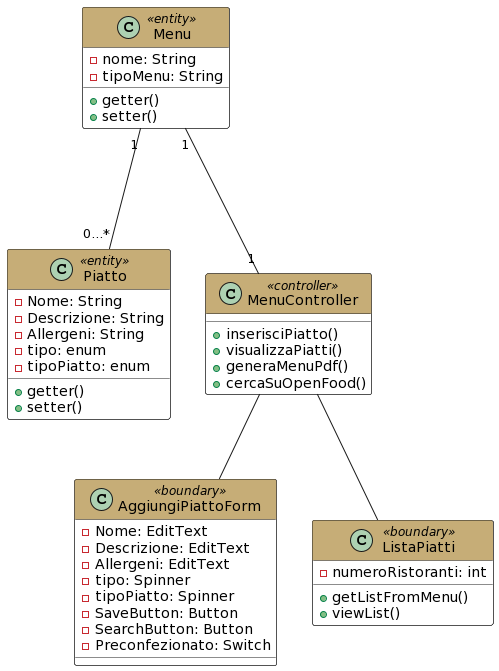 C
«entity»
Menu
nome: String
tipoMenu: String
getter()
setter()
1
1
0...*
1
C
«entity»
Piatto
Nome: String
Descrizione: String
Allergeni: String
tipo: enum
tipoPiatto: enum
getter()
setter()
C
«controller»
MenuController
inserisciPiatto()
visualizzaPiatti()
generaMenuPdf()
cercaSuOpenFood()
C
«boundary»
AggiungiPiattoForm
Nome: EditText
Descrizione: EditText
Allergeni: EditText
tipo: Spinner
tipoPiatto: Spinner
SaveButton: Button
SearchButton: Button
Preconfezionato: Switch
C
«boundary»
ListaPiatti
numeroRistoranti: int
getListFromMenu()
viewList()